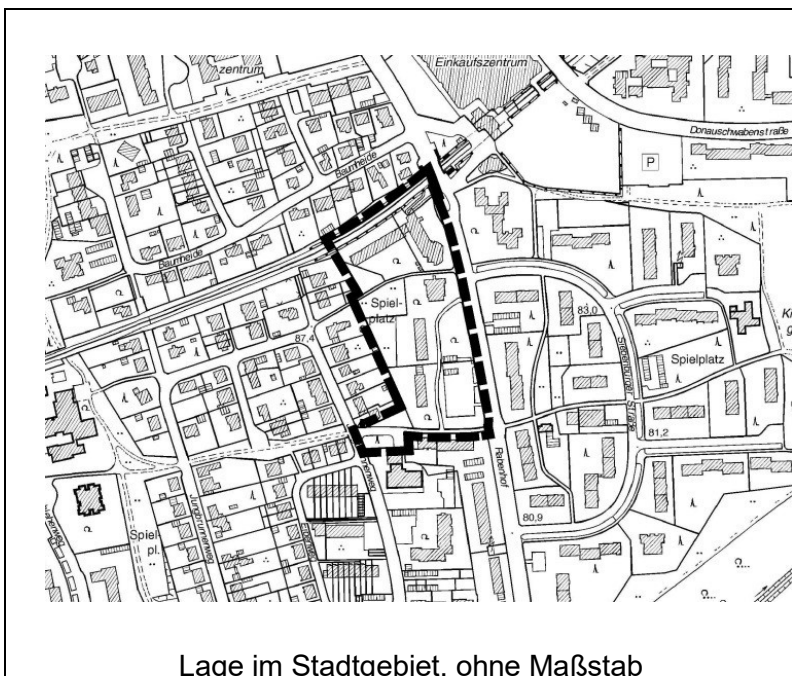 zentrum
Einkaufszentrum
Donauschwabenstraße
Baumheide
P
Baumheide
Spiel-
platz
83,0
87,4
Spielplatz
81,2
Rabenhof
80,9
Spiel-
pl.
Lage im Stadtgebiet, ohne Maßstab